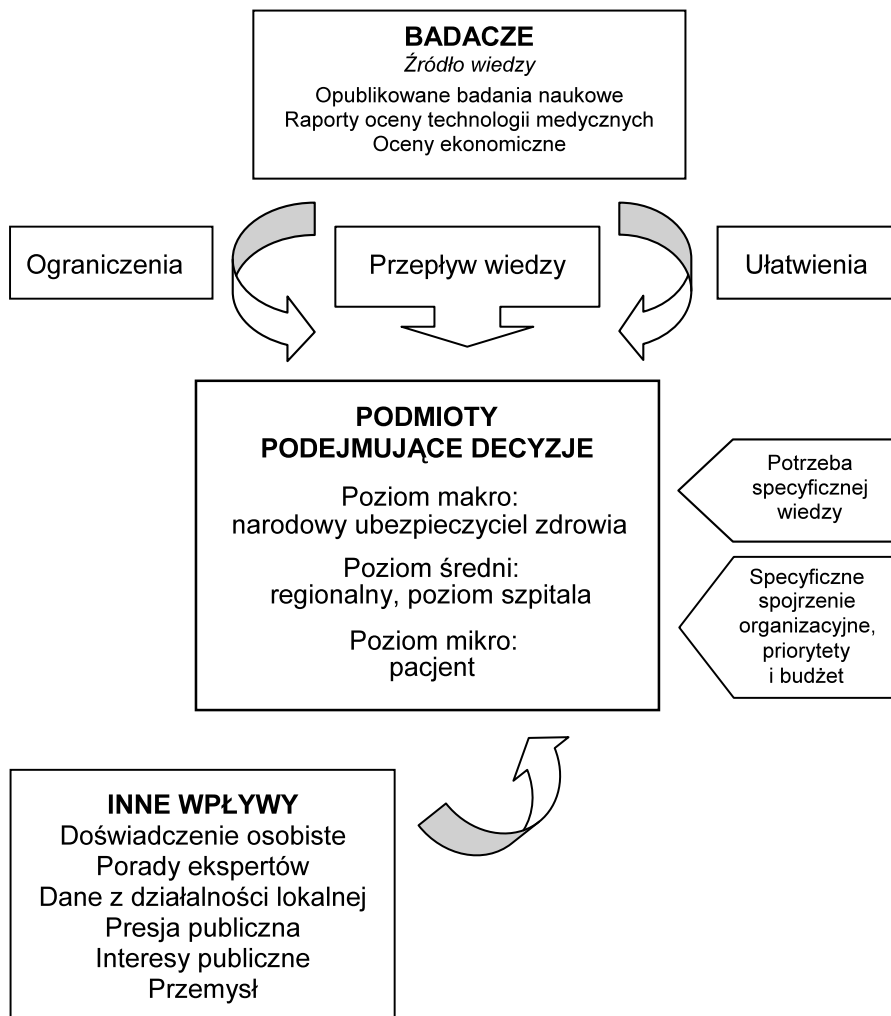 BADACZE
Źródło wiedzy
Opublikowane badania naukowe
Raporty oceny technologii medycznych
Oceny ekonomiczne
Ograniczenia
Przepływ wiedzy
Ułatwienia
PODMIOTY
PODEJMUJĄCE DECYZJE
Poziom makro:
narodowy ubezpieczyciel zdrowia
Poziom średni:
regionalny, poziom szpitala
Poziom mikro:
pacjent
Potrzeba
specyficznej
wiedzy
Specyficzne
spojrzenie
organizacyjne,
priorytety
i budżet
INNE WPŁYWY
Doświadczenie osobiste
Porady ekspertów
Dane z działalności lokalnej
Presja publiczna
Interesy publiczne
Przemysł